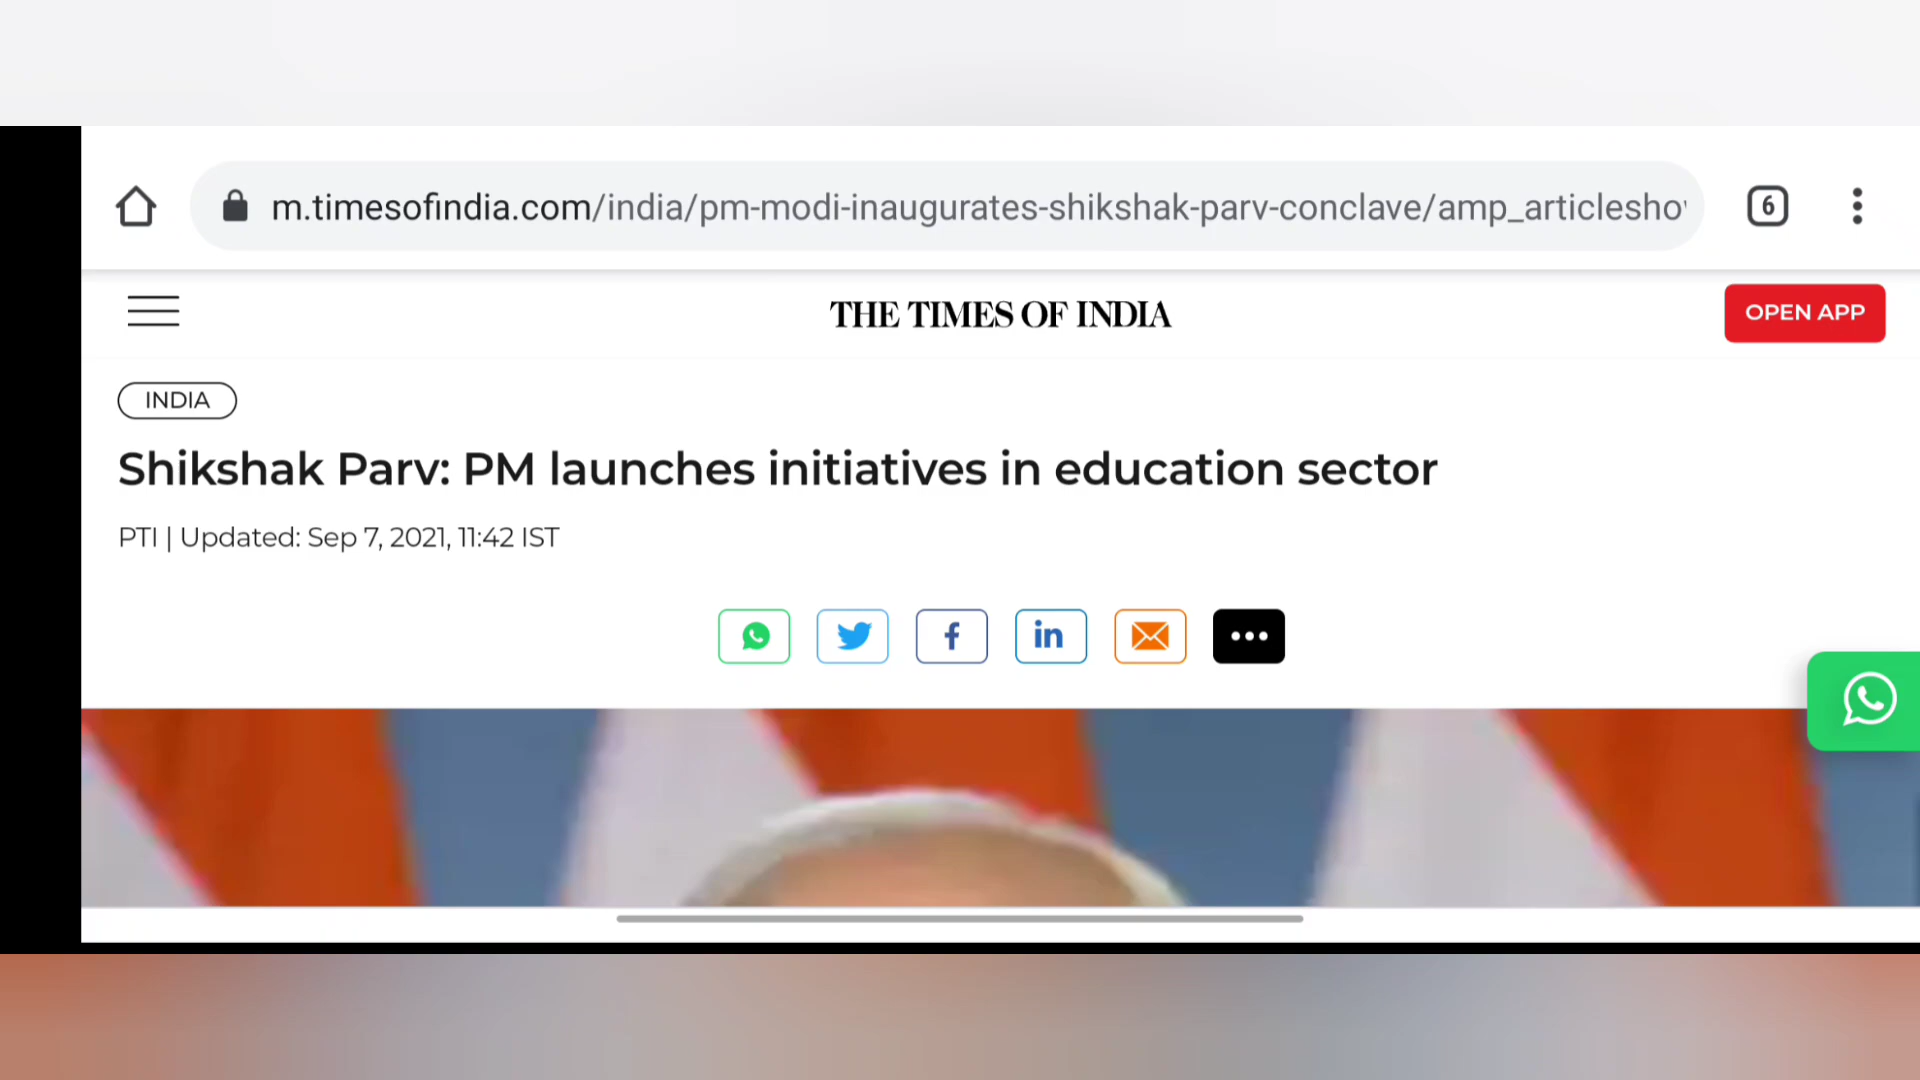 m.timesofindia.com/india/pm-modi-inaugurates-shikshak-parv-conclave/amp_articlesho
6
THE TIMES OF INDIA
OPEN APP
INDIA
Shikshak Parv: PM launches initiatives in education sector
PTI | Updated: Sep 7, 2021, 11:42 IST
f
in